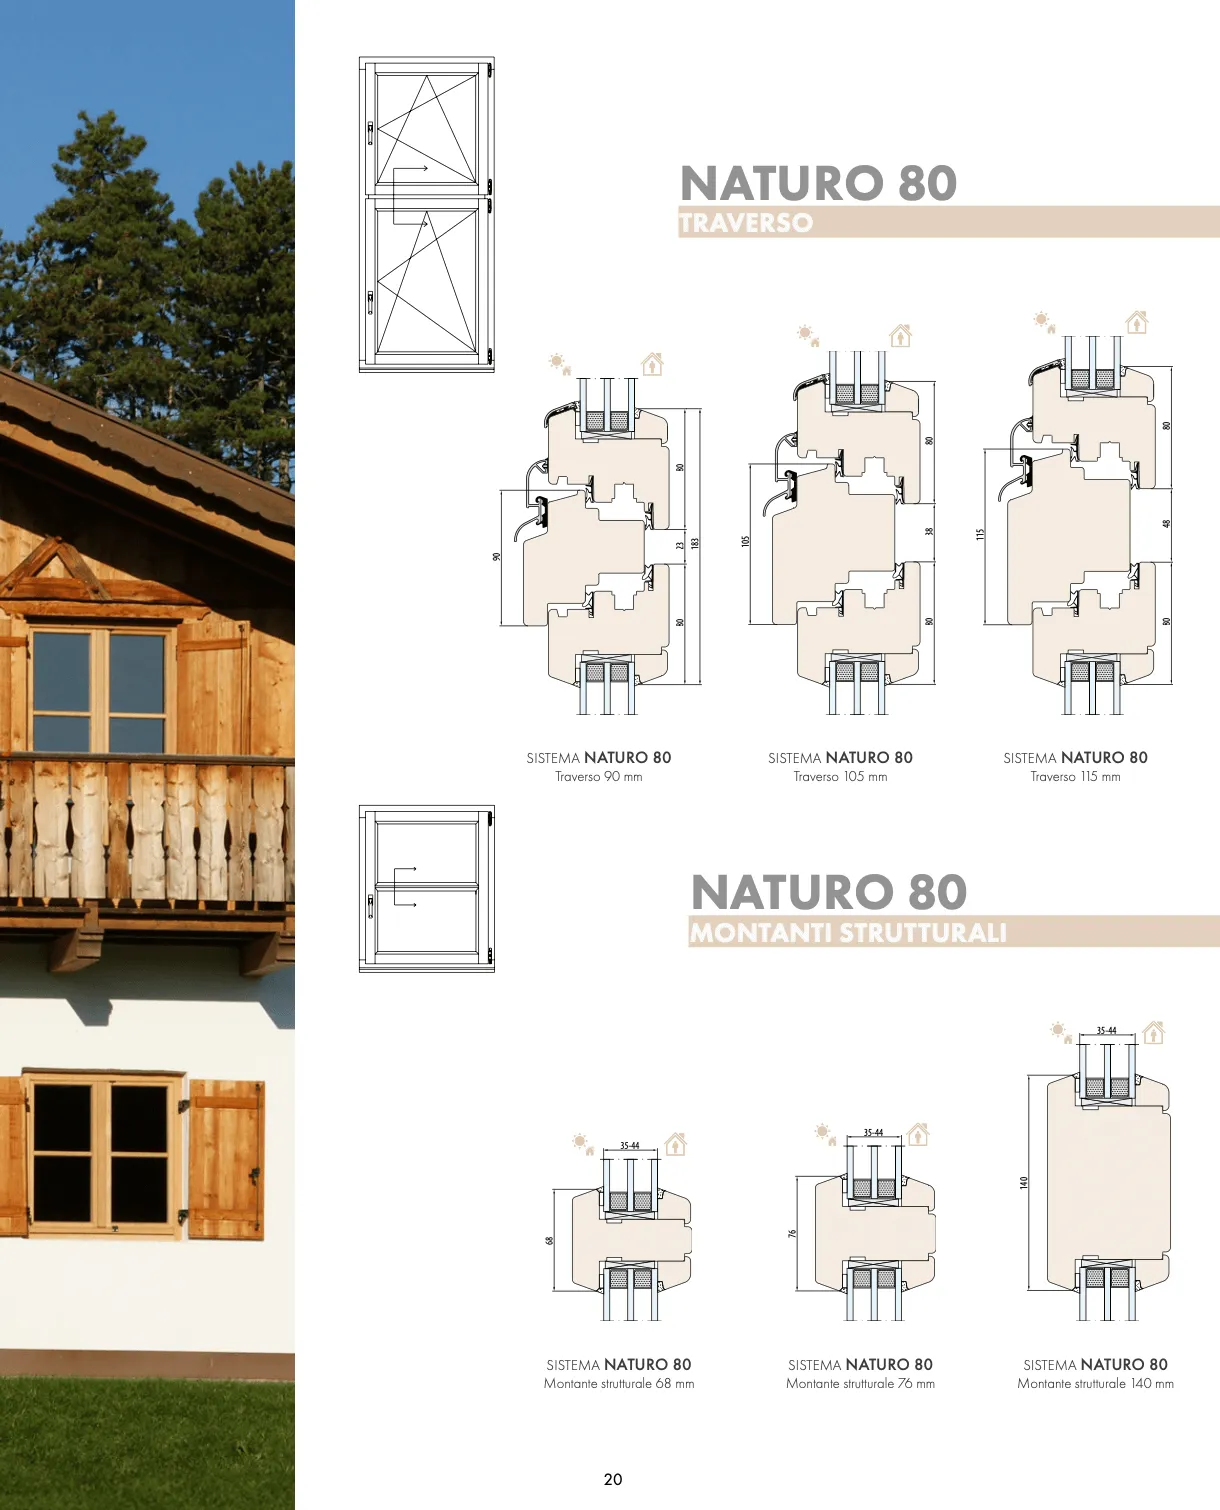 NATURO 80
TRAVERSO
80
23
183
80
90
80
38
80
105
80
48
80
115
SISTEMA NATURO 80
Traverso 90 mm
SISTEMA NATURO 80
Traverso 105 mm
SISTEMA NATURO 80
Traverso 115 mm
NATURO 80
MONTANTI STRUTTURALI
35-44
68
35-44
76
35-44
140
SISTEMA NATURO 80
Montante strutturale 68 mm
SISTEMA NATURO 80
Montante strutturale 76 mm
SISTEMA NATURO 80
Montante strutturale 140 mm
20